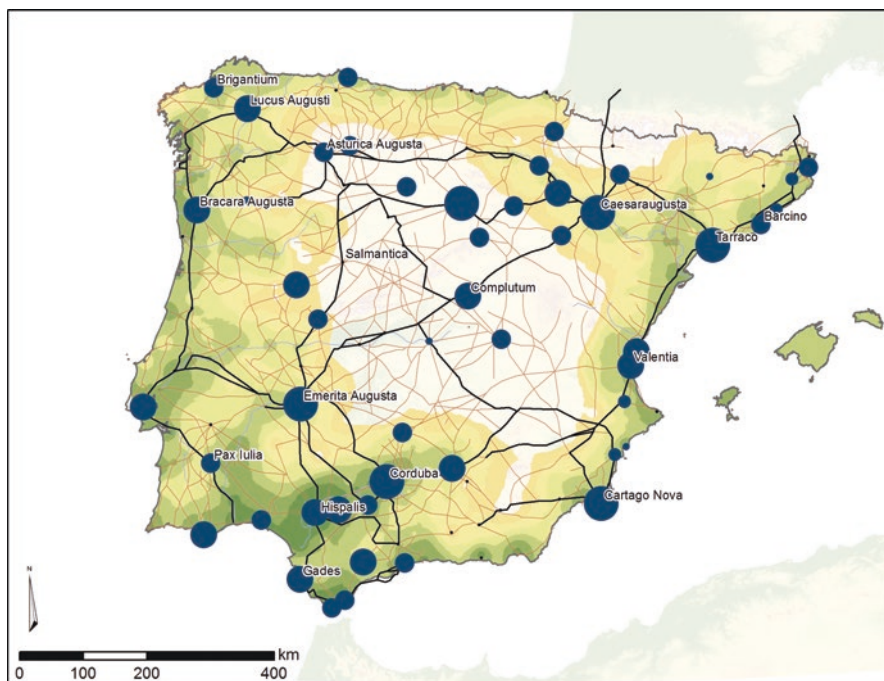 Brigantium
Lucus Augusti
Asturica Augusta
Bracara Augusta
Caesaraugusta
Barcino
Tarraco
Salmantica
Complutum
Valentia
Emerita Augusta
Pax Iulia
Corduba
Cartago Nova
Hispalis
Gades
N
km
0 100 200 400